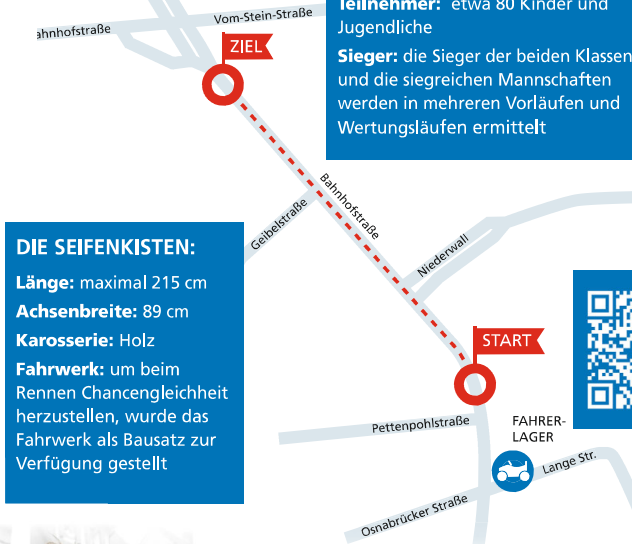 Teilnehmer: etwa 80 Kinder und
Jugendliche
Sieger: die Sieger der beiden Klassen
und die siegreichen Mannschaften
werden in mehreren Vorläufen und
Wertungsläufen ermittelt
ahnhofstraße
Vom-Stein-Straße
ZIEL
Bahnhofstraße
Geibelstraße
Niederwall
DIE SEIFENKISTEN:
Länge: maximal 215 cm
Achsenbreite: 89 cm
Karosserie: Holz
Fahrwerk: um beim
Rennen Chancengleichheit
herzustellen, wurde das
Fahrwerk als Bausatz zur
Verfügung gestellt
START
Pettenpohlstraße
FAHRER-
LAGER
Lange Str.
Osnabrücker Straße